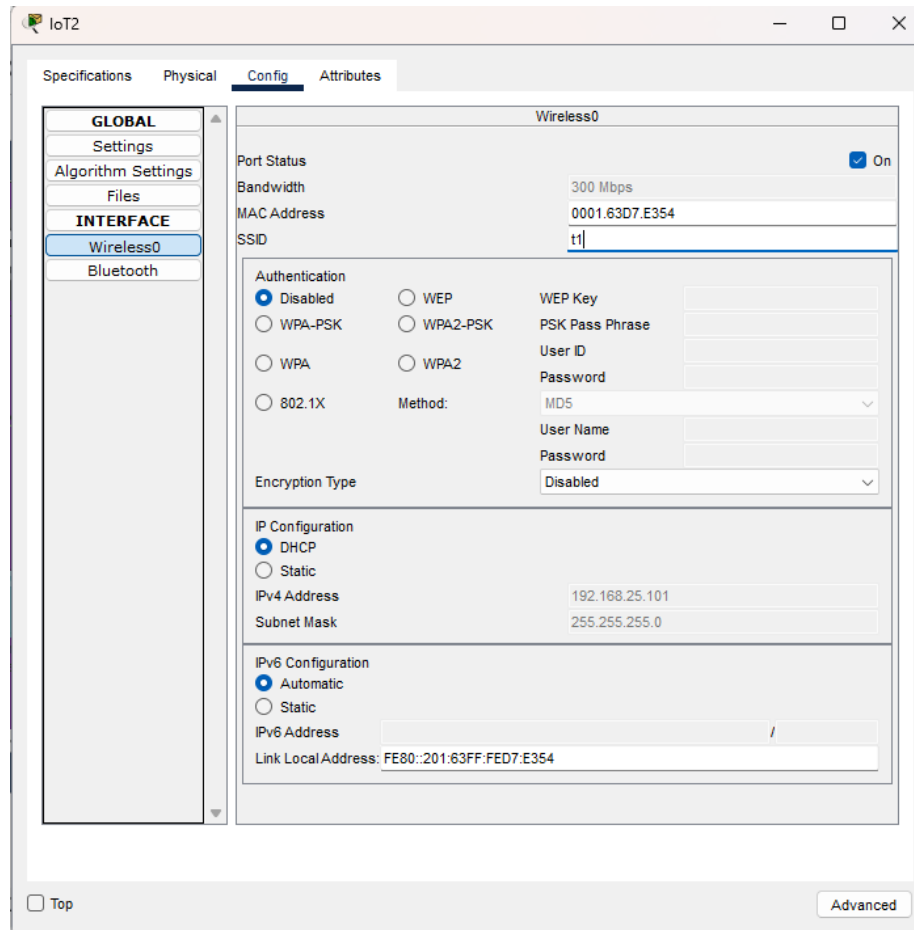 IoT2
Specifications Physical Config Attributes
GLOBAL
Settings
Algorithm Settings
Files
INTERFACE
Wireless0
Bluetooth
Wireless0
Port Status On
Bandwidth 300 Mbps
MAC Address 0001.63D7.E354
SSID t1
Authentication
Disabled WEP WEP Key
WPA-PSK WPA2-PSK PSK Pass Phrase
User ID
WPA WPA2
Password
802.1X Method: MD5
User Name
Password
Encryption Type Disabled
IP Configuration
DHCP
Static
IPv4 Address 192.168.25.101
Subnet Mask 255.255.255.0
IPv6 Configuration
Automatic
Static
IPv6 Address /
Link Local Address: FE80::201:63FF:FED7:E354
Top Advanced